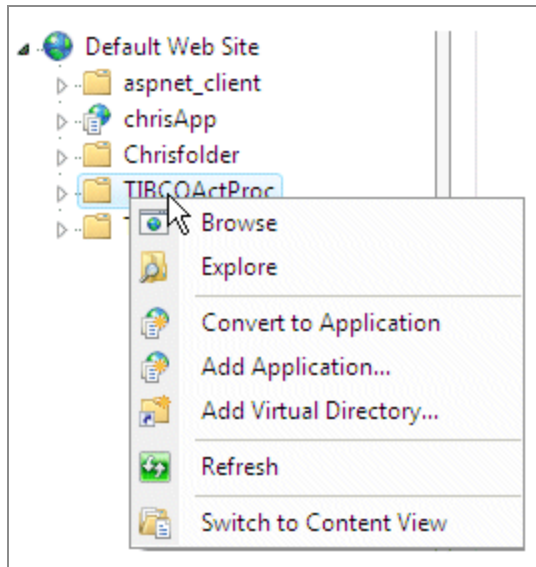 Default Web Site
aspnet_client
chrisApp
Chrisfolder
TIBCOActProc
Browse
Explore
Convert to Application
Add Application...
Add Virtual Directory...
Refresh
Switch to Content View